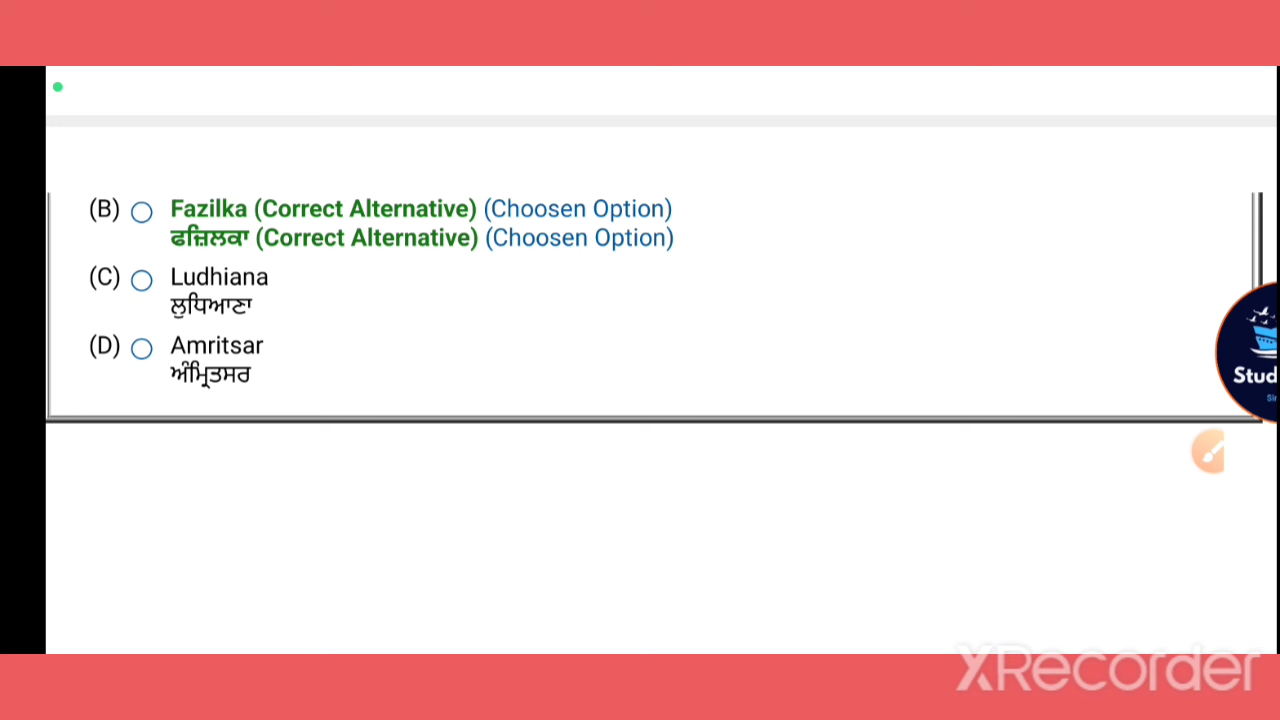 (B) Fazilka (Correct Alternative) (Choosen Option)
ਫਜ਼ਿਲਕਾ (Correct Alternative) (Choosen Option)
(C) Ludhiana
ਲੁਧਿਆਣਾ
(D) Amritsar
ਅੰਮ੍ਰਿਤਸਰ
Stud
XRecorder